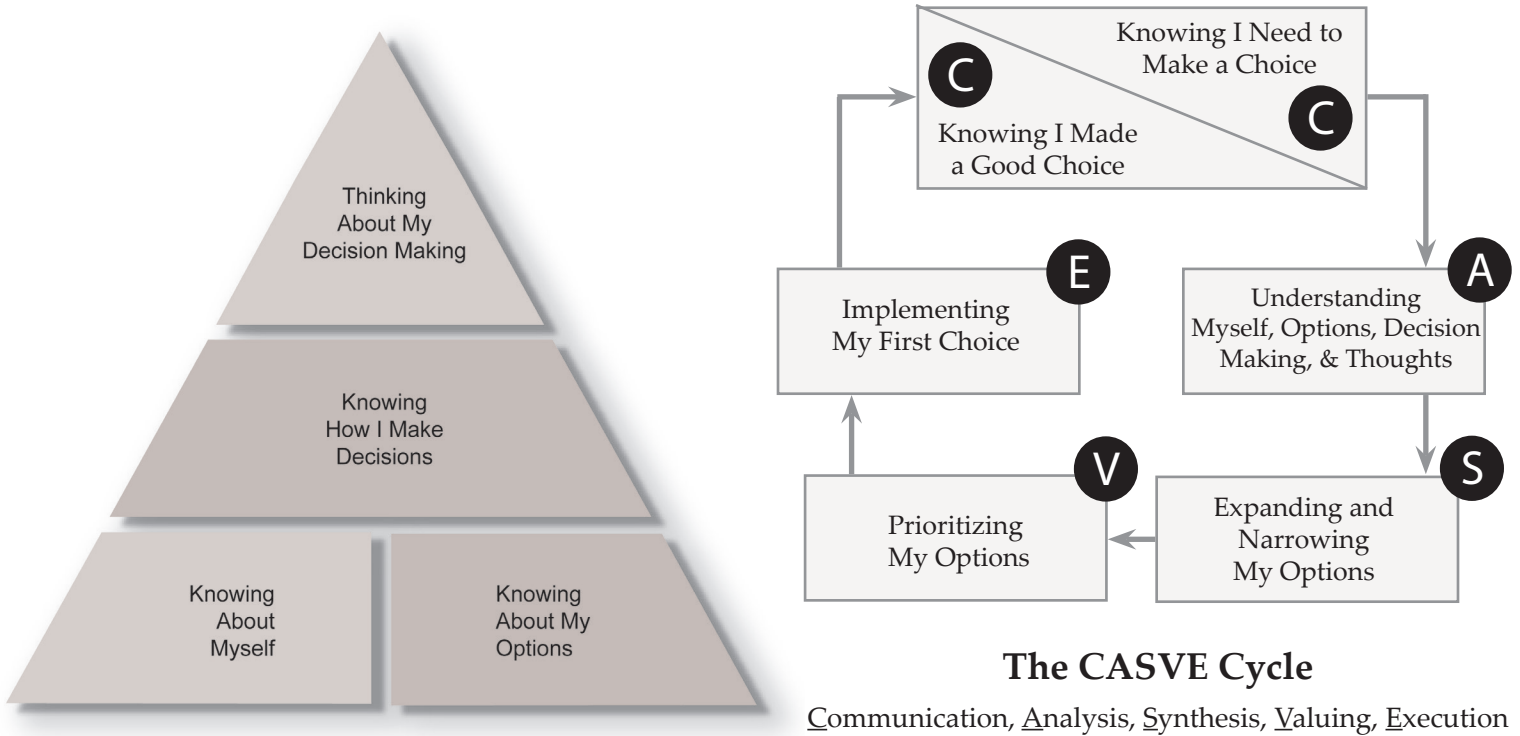 Thinking
About My
Decision Making
Knowing
How I Make
Decisions
Knowing
About
Myself
Knowing
About My
Options
Knowing I Need to
Make a Choice
C
C
Knowing I Made
a Good Choice
A
Understanding
Myself, Options, Decision
Making, & Thoughts
S
Expanding and
Narrowing
My Options
V
Prioritizing
My Options
E
Implementing
My First Choice
The CASVE Cycle
Communication, Analysis, Synthesis, Valuing, Execution